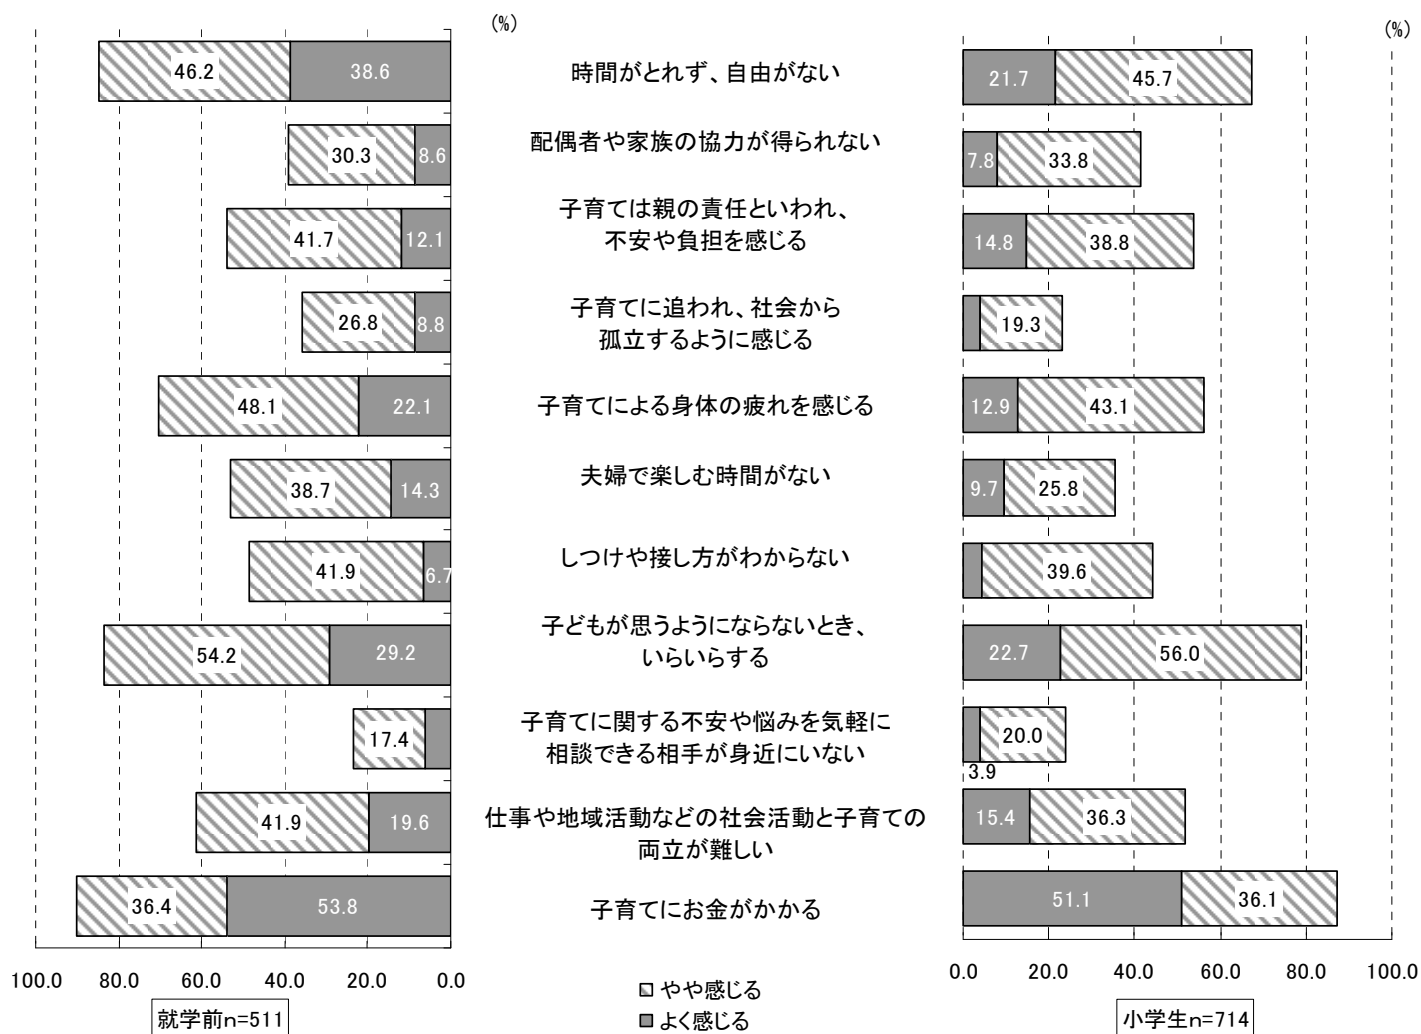 (%)
(%)
46.2 38.6 時間がとれず、自由がない 21.7 45.7
30.3 8.6 配偶者や家族の協力が得られない 7.8 33.8
子育ては親の責任といわれ、
41.7 12.1 不安や負担を感じる 14.8 38.8
子育てに追われ、社会から
26.8 8.8 孤立するように感じる 19.3
48.1 22.1 子育てによる身体の疲れを感じる 12.9 43.1
38.7 14.3 夫婦で楽しむ時間がない 9.7 25.8
41.9 6.7 しつけや接し方がわからない 39.6
子どもが思うようにならないとき、
54.2 29.2 いらいらする 22.7 56.0
子育てに関する不安や悩みを気軽に
17.4 相談できる相手が身近にいない 20.0
3.9
41.9 19.6 仕事や地域活動などの社会活動と子育ての 15.4 36.3
両立が難しい
36.4 53.8 子育てにお金がかかる 51.1 36.1
100.0 80.0 60.0 40.0 20.0 0.0
0.0 20.0 40.0 60.0 80.0 100.0
やや感じる
よく感じる
就学前n=511
小学生n=714